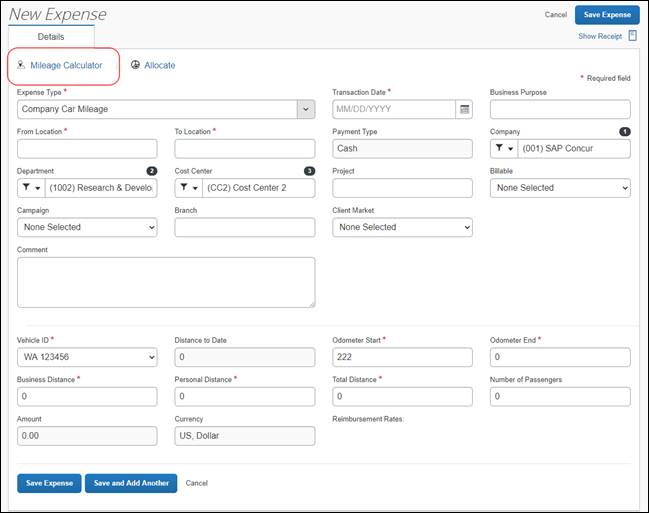 New Expense
Cancel Save Expense
Details
Show Receipt
Mileage Calculator Allocate
* Required field
Expense Type * Transaction Date * Business Purpose
Company Car Mileage MM/DD/YYYY
From Location * To Location * Payment Type Company 1
Cash (001) SAP Concur
Department 2 Cost Center 3 Project Billable
(1002) Research & Develo (CC2) Cost Center 2 None Selected
Campaign Branch Client Market
None Selected None Selected
Comment
Vehicle ID * Distance to Date Odometer Start * Odometer End *
WA 123456 0 222 0
Business Distance * Personal Distance * Total Distance * Number of Passengers
0 0 0 0
Amount Currency Reimbursement Rates:
0.00 US, Dollar
Save Expense Save and Add Another Cancel